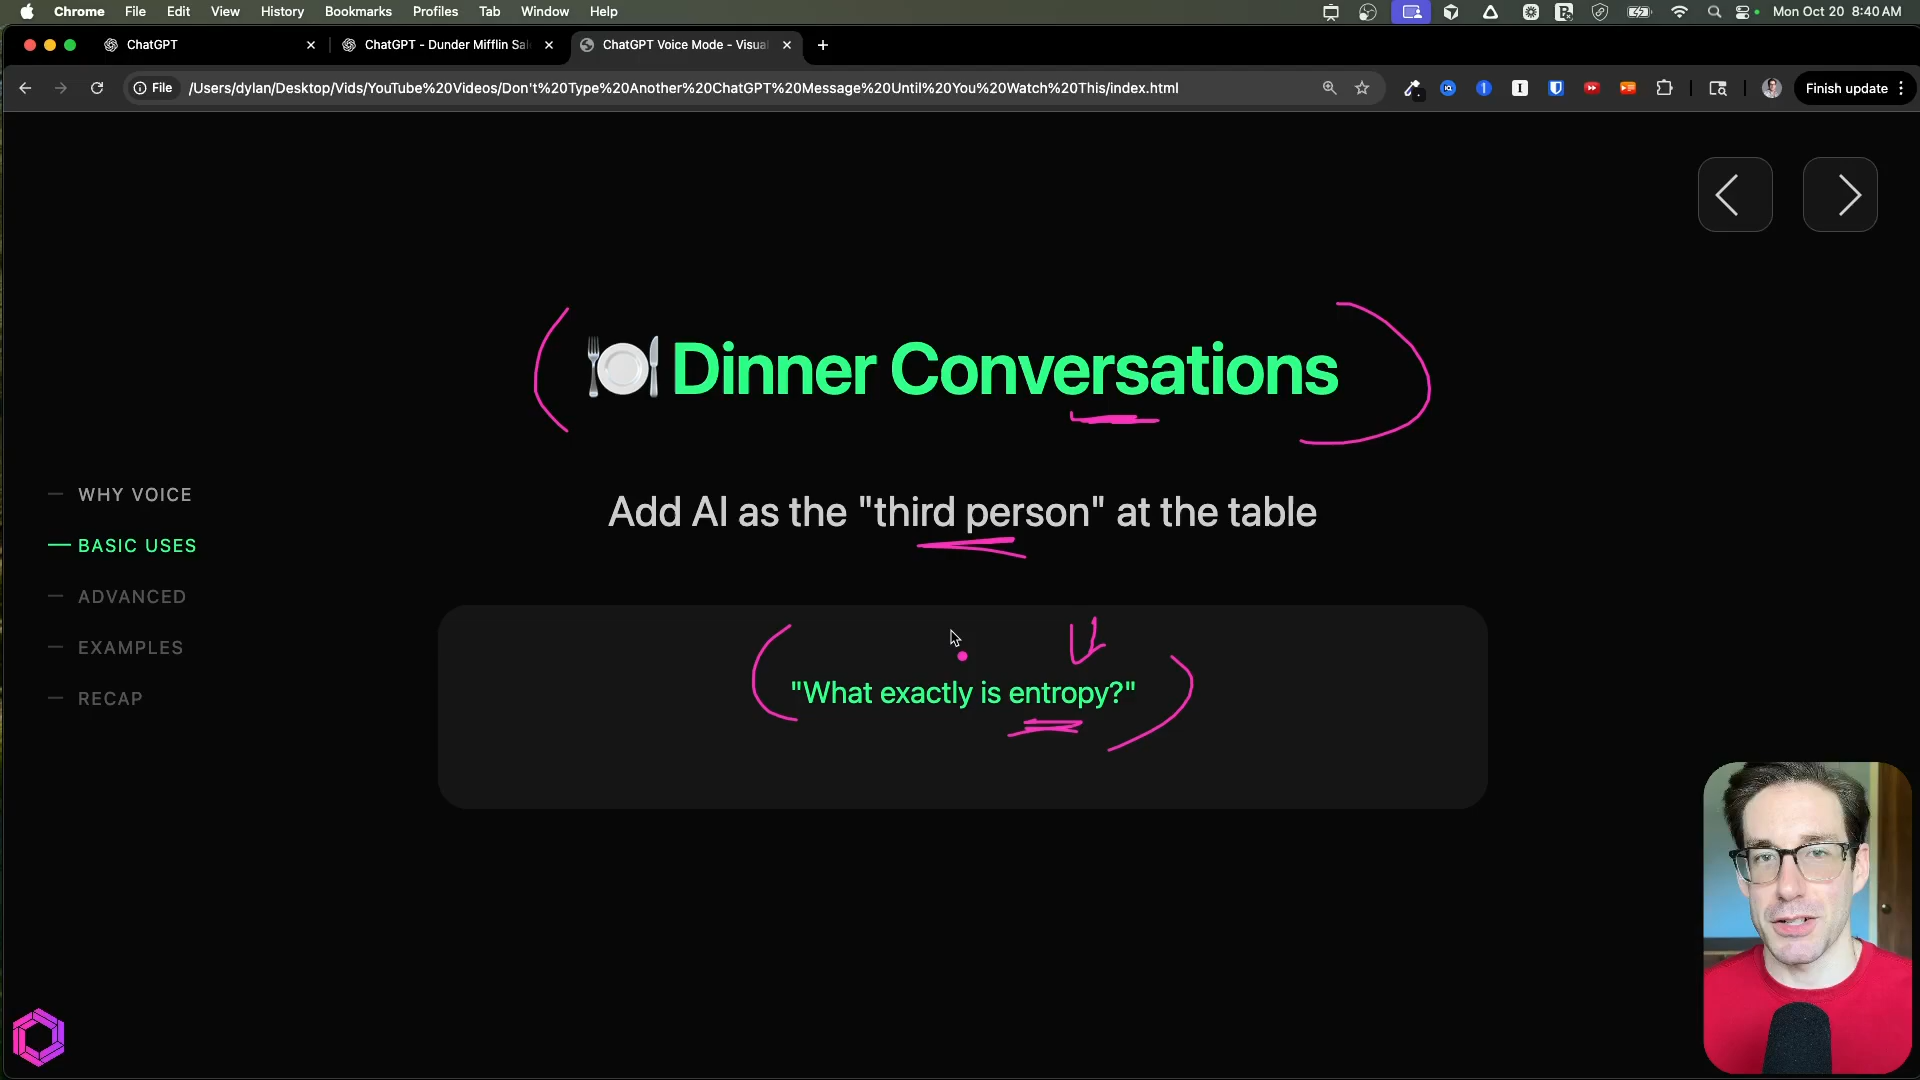 Chrome File Edit View History Bookmarks Profiles Tab Window Help Mon Oct 20 8:40 AM
ChatGPT ChatGPT - Dunder Mifflin Sal ChatGPT Voice Mode - Visual
File /Users/dylan/Desktop/Vids/YouTube%20Videos/Don't%20Type%20Another%20ChatGPT%20Message%20Until%20You%20Watch%20This/index.html Finish update
Dinner Conversations
Add AI as the "third person" at the table
"What exactly is entropy?"
WHY VOICE
BASIC USES
ADVANCED
EXAMPLES
RECAP